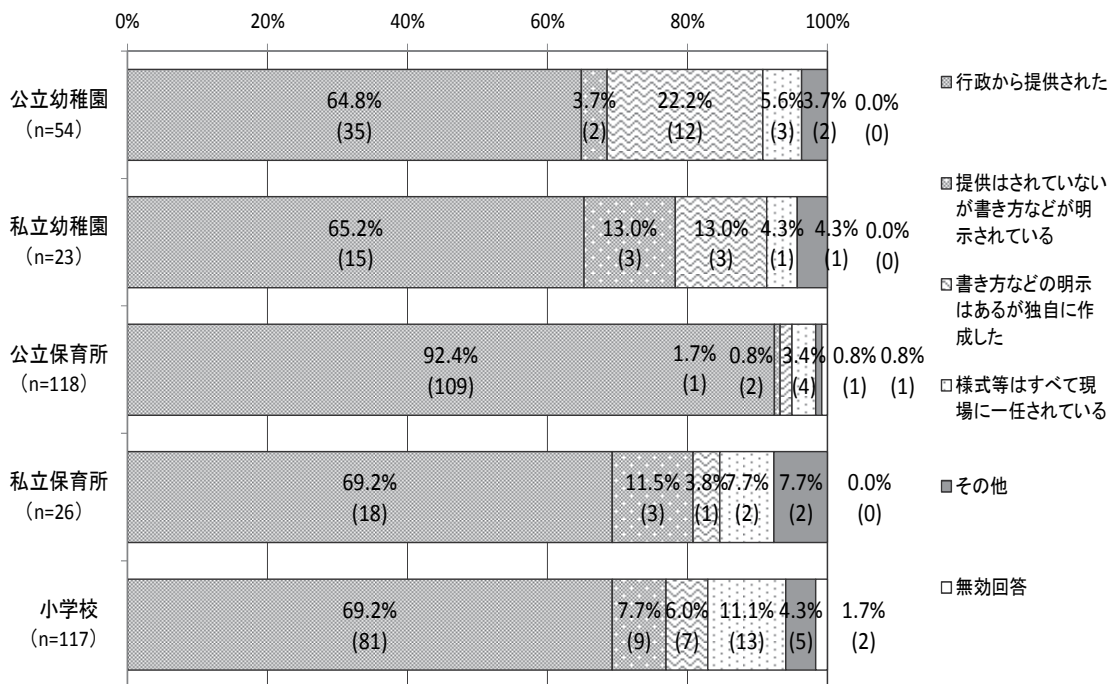 0% 20% 40% 60% 80% 100%
公立幼稚園
(n=54)
64.8% 3.7% 22.2% 5.6% 3.7% 0.0%
(35) (2) (12) (3) (2) (0)
私立幼稚園
(n=23)
65.2% 13.0% 13.0% 4.3% 4.3% 0.0%
(15) (3) (3) (1) (1) (0)
公立保育所
(n=118)
92.4% 1.7% 0.8% 3.4% 0.8% 0.8%
(109) (1) (2) (4) (1) (1)
私立保育所
(n=26)
69.2% 11.5% 3.8% 7.7% 7.7% 0.0%
(18) (3) (1) (2) (2) (0)
小学校
(n=117)
69.2% 7.7% 6.0% 11.1% 4.3% 1.7%
(81) (9) (7) (13) (5) (2)
行政から提供された
提供はされていない
が書き方などが明
示されている
書き方などの明示
はあるが独自に作
成した
様式等はすべて現
場に一任されている
その他
無効回答